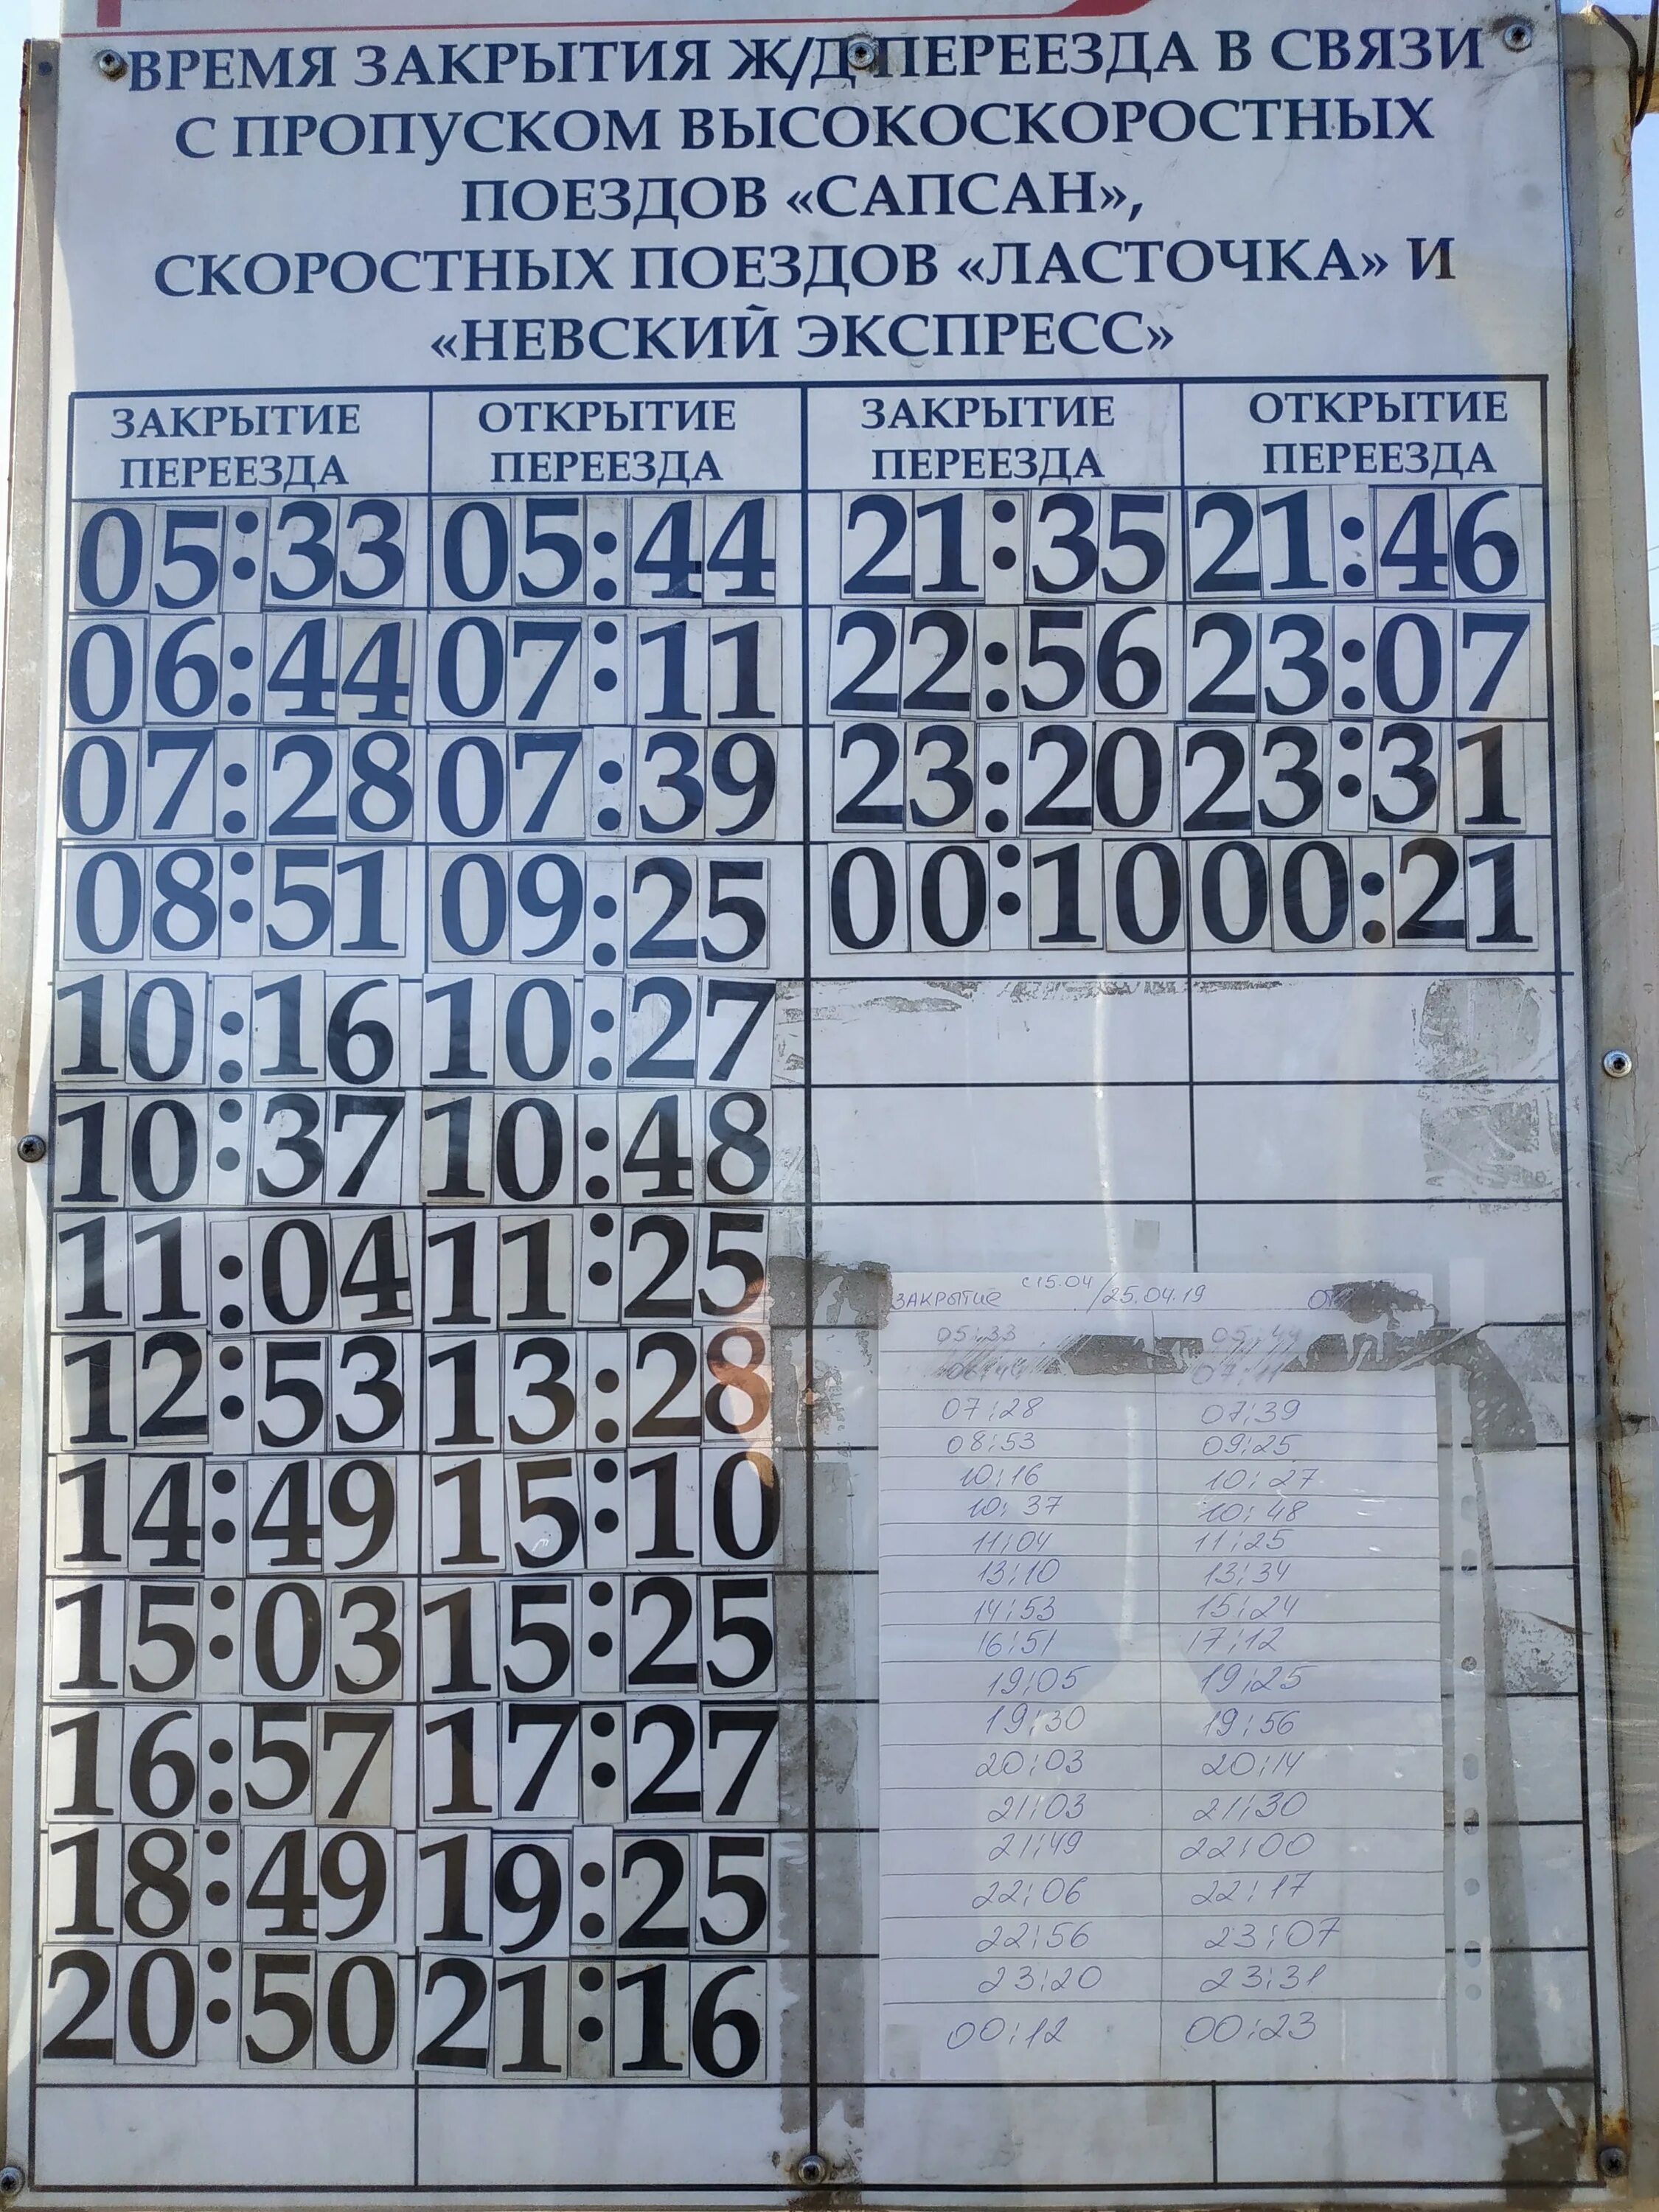 ВРЕМЯ ЗАКРЫТИЯ Ж/Д ПЕРЕЕЗДА В СВЯЗИ
С ПРОПУСКОМ ВЫСОКОСКОРОСТНЫХ
ПОЕЗДОВ «САПСАН»,
СКОРОСТНЫХ ПОЕЗДОВ «ЛАСТОЧКА» И
«НЕВСКИЙ ЭКСПРЕСС»
ЗАКРЫТИЕ ПЕРЕЕЗДА ОТКРЫТИЕ ПЕРЕЕЗДА ЗАКРЫТИЕ ПЕРЕЕЗДА ОТКРЫТИЕ ПЕРЕЕЗДА
05:33 05:44 21:35 21:46
06:44 07:11 22:56 23:07
07:28 07:39 23:20 23:31
08:51 09:25 00:10 00:21
10:16 10:27
10:37 10:48
11:04 11:25
12:53 13:28
14:49 15:10
15:03 15:25
16:57 17:27
18:49 19:25
20:50 21:16
с 15.04/25.04.19
ЗАКРЫТИЕ
05:33 05:44
07:11
07:28 07:39
08:53 09:25
10:16 10:27
10:37 10:48
11:04 11:25
13:10 13:34
14:53 15:24
16:51 17:12
19:05 19:25
19:30 19:56
20:03 20:14
21:03 21:30
21:49 22:00
22:06 22:17
22:56 23:07
23:20 23:31
00:12 00:23